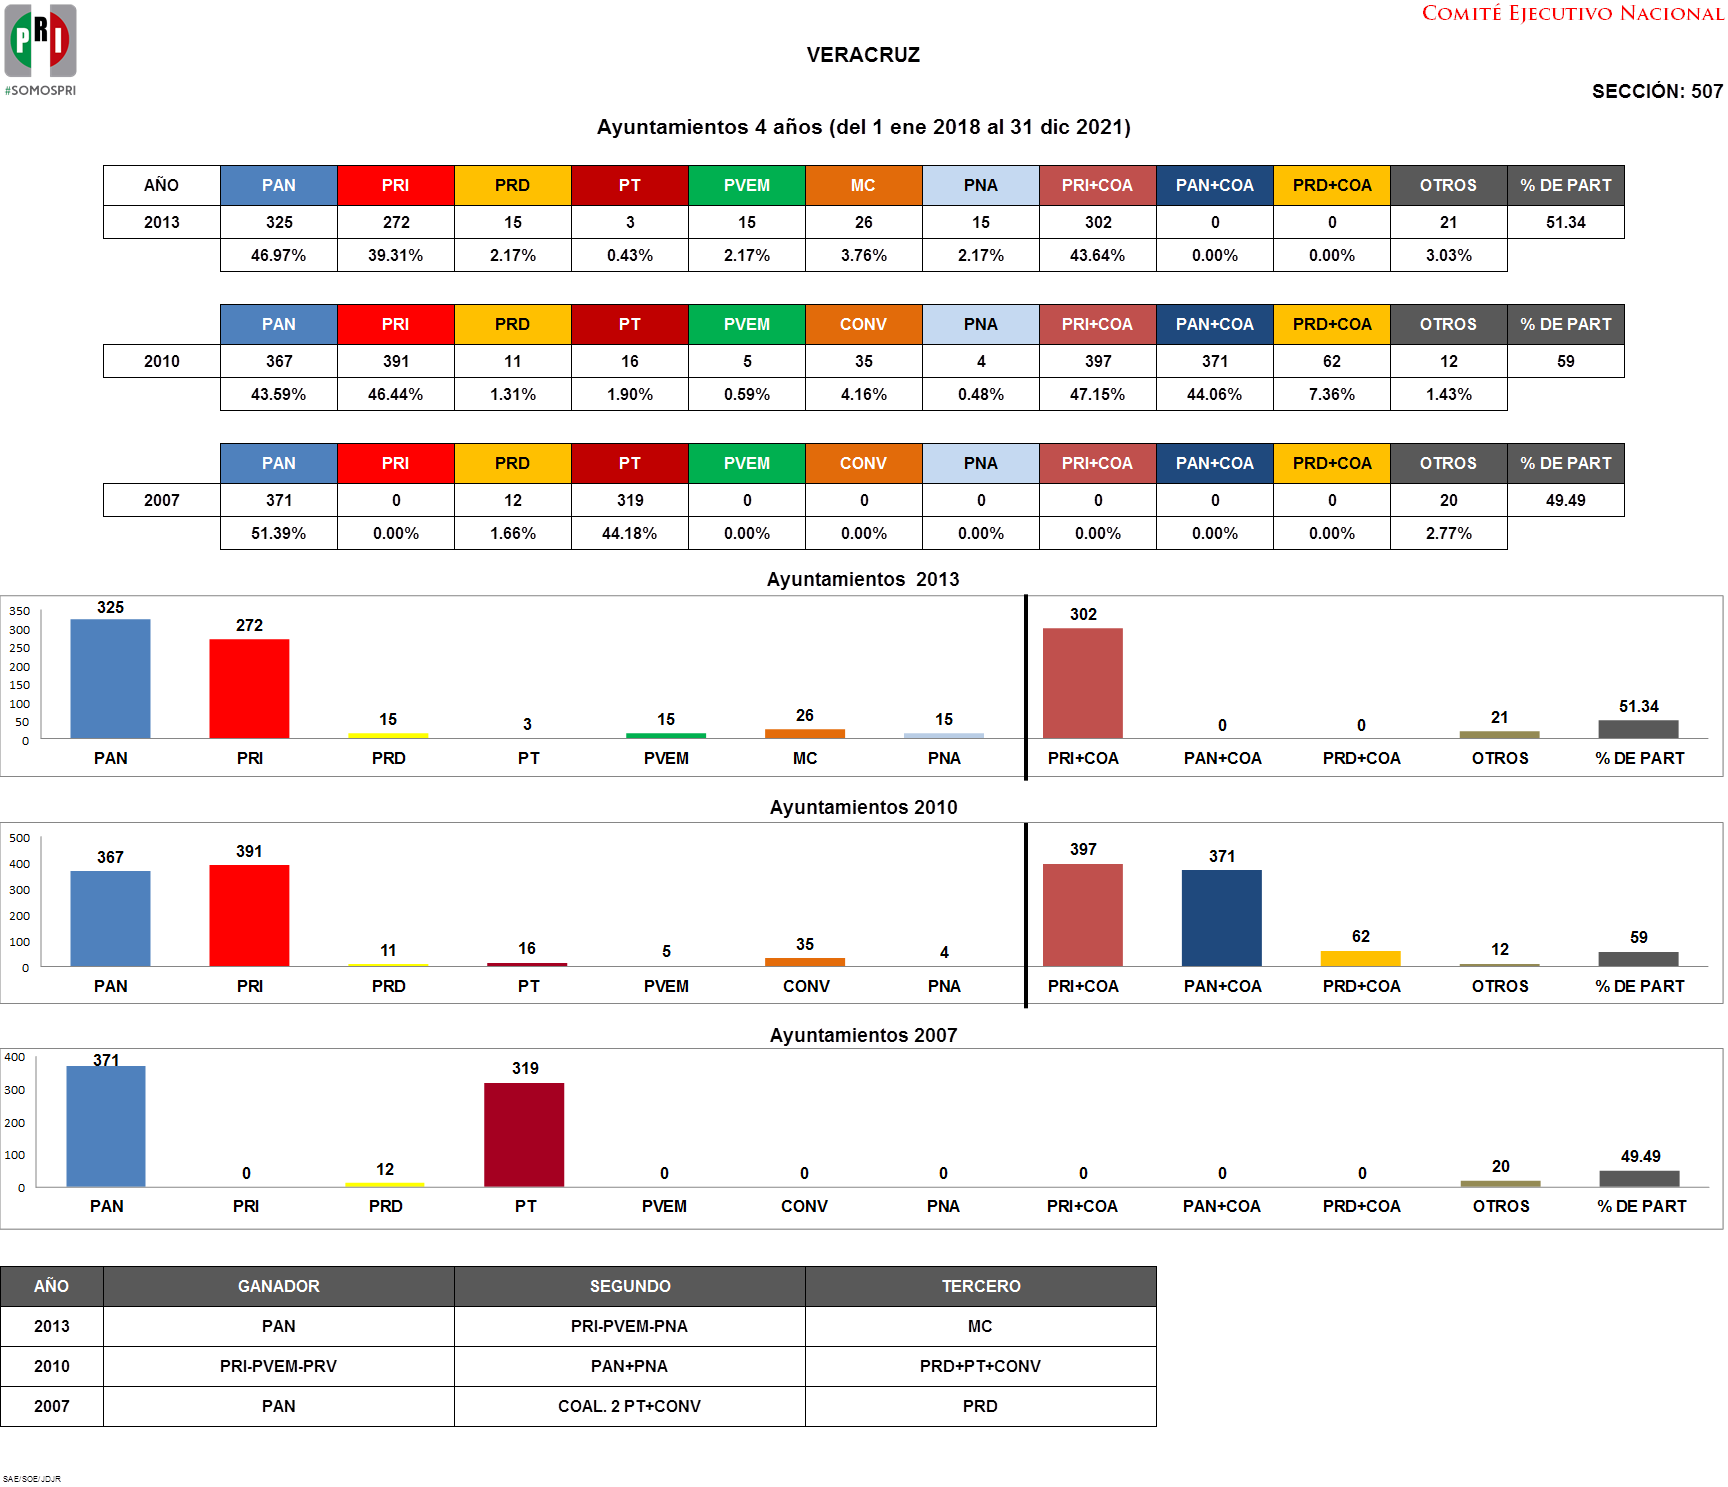 PRI
#SOMOSPRI
COMITÉ EJECUTIVO NACIONAL
VERACRUZ
SECCIÓN: 507
Ayuntamientos 4 años (del 1 ene 2018 al 31 dic 2021)
AÑO PAN PRI PRD PT PVEM MC PNA PRI+COA PAN+COA PRD+COA OTROS % DE PART
2013 325 272 15 3 15 26 15 302 0 0 21 51.34
46.97% 39.31% 2.17% 0.43% 2.17% 3.76% 2.17% 43.64% 0.00% 0.00% 3.03%
PAN PRI PRD PT PVEM CONV PNA PRI+COA PAN+COA PRD+COA OTROS % DE PART
2010 367 391 11 16 5 35 4 397 371 62 12 59
43.59% 46.44% 1.31% 1.90% 0.59% 4.16% 0.48% 47.15% 44.06% 7.36% 1.43%
PAN PRI PRD PT PVEM CONV PNA PRI+COA PAN+COA PRD+COA OTROS % DE PART
2007 371 0 12 319 0 0 0 0 0 0 20 49.49
51.39% 0.00% 1.66% 44.18% 0.00% 0.00% 0.00% 0.00% 0.00% 0.00% 2.77%
Ayuntamientos 2013
350
300
250
200
150
100
50
0
325 272 15 3 15 26 15 302 0 0 21 51.34
PAN PRI PRD PT PVEM MC PNA PRI+COA PAN+COA PRD+COA OTROS % DE PART
Ayuntamientos 2010
500
400
300
200
100
0
367 391 11 16 5 35 4 397 371 62 12 59
PAN PRI PRD PT PVEM CONV PNA PRI+COA PAN+COA PRD+COA OTROS % DE PART
Ayuntamientos 2007
400
300
200
100
0
371 0 12 319 0 0 0 0 0 0 20 49.49
PAN PRI PRD PT PVEM CONV PNA PRI+COA PAN+COA PRD+COA OTROS % DE PART
AÑO GANADOR SEGUNDO TERCERO
2013 PAN PRI-PVEM-PNA MC
2010 PRI-PVEM-PRV PAN+PNA PRD+PT+CONV
2007 PAN COAL. 2 PT+CONV PRD
SAE/SOE/JDJR